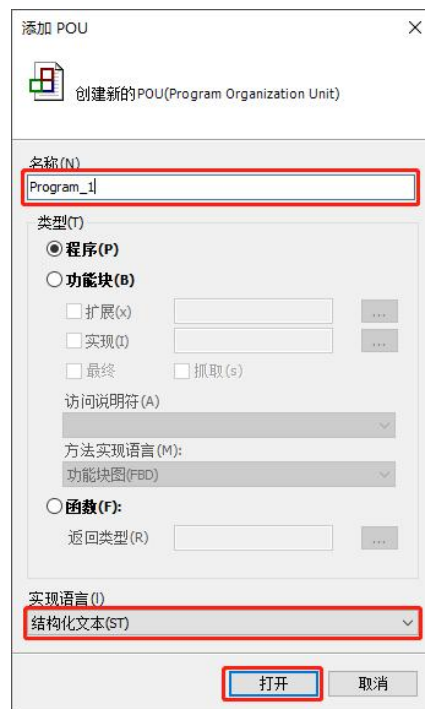 添加 POU
创建新的POU(Program Organization Unit)
名称(N)
Program_1
类型(T)
程序(P)
功能块(B)
扩展(x)
...
实现(I)
...
最终 抓取(s)
访问说明符(A)
方法实现语言(M):
功能块图(FBD)
函数(F):
返回类型(R)
...
实现语言(I)
结构化文本(ST)
打开 取消